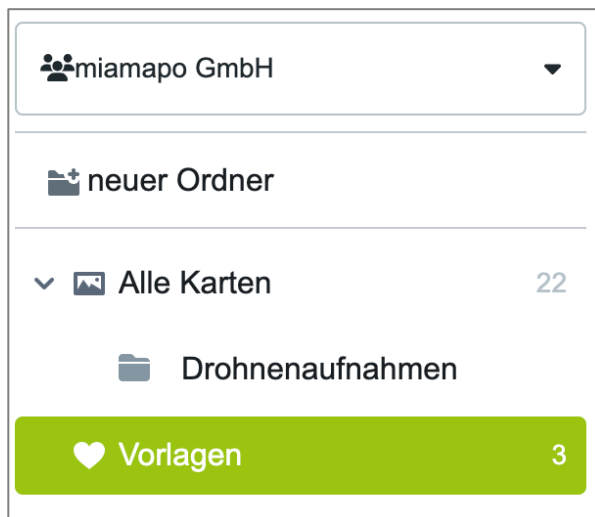 miamapo GmbH
neuer Ordner
Alle Karten 22
Drohnenaufnahmen
Vorlagen 3